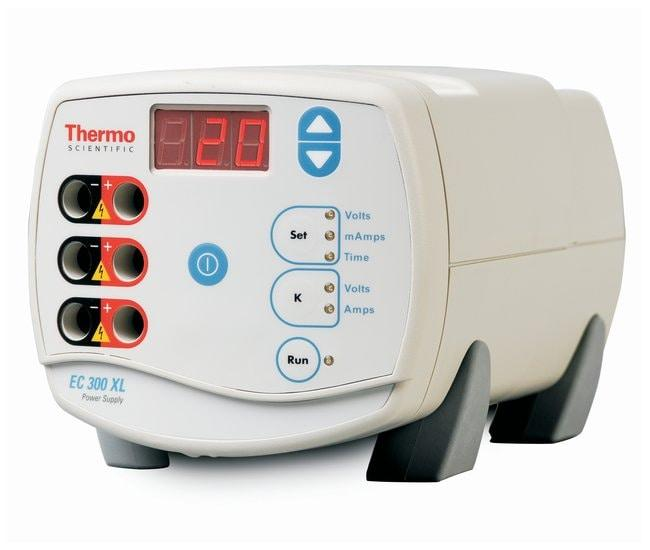 Thermo
SCIENTIFIC
20
- +
- +
- +
Set
Volts
mAmps
Time
K
Volts
Amps
Run
EC 300 XL
Power Supply